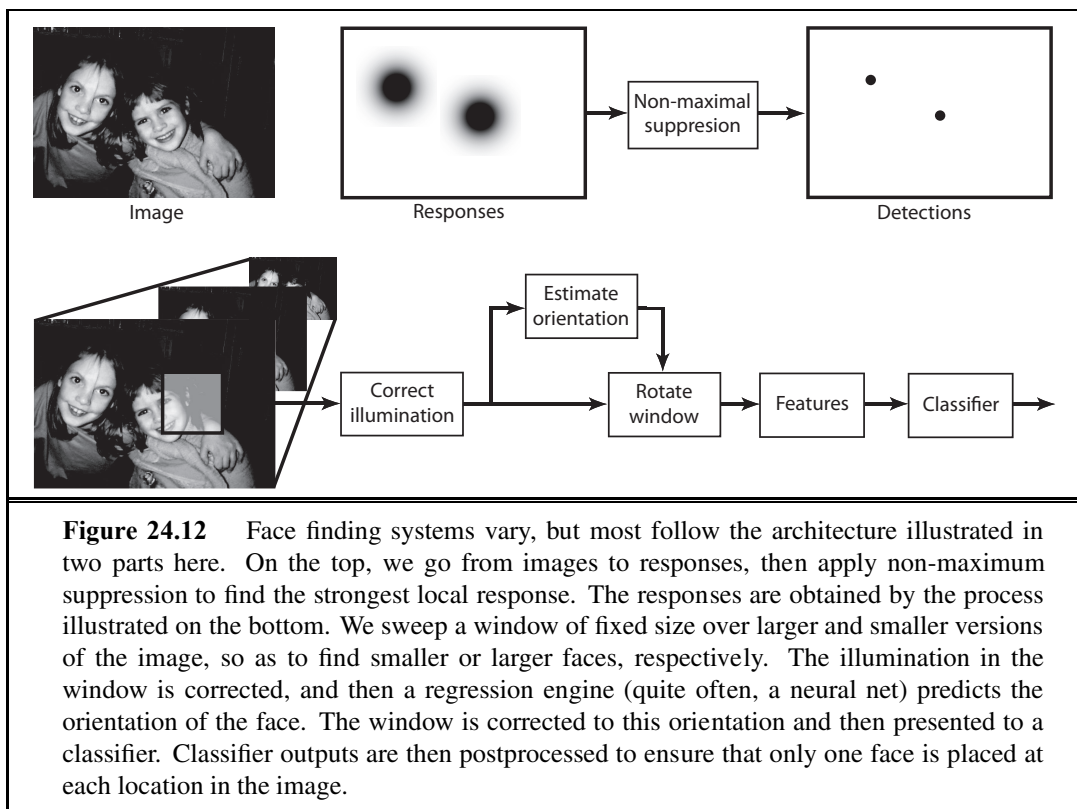 Image
Responses
Non-maximal
suppresion
Detections
Correct
illumination
Estimate
orientation
Rotate
window
Features
Classifier
Figure 24.12 Face finding systems vary, but most follow the architecture illustrated in
two parts here. On the top, we go from images to responses, then apply non-maximum
suppression to find the strongest local response. The responses are obtained by the process
illustrated on the bottom. We sweep a window of fixed size over larger and smaller versions
of the image, so as to find smaller or larger faces, respectively. The illumination in the
window is corrected, and then a regression engine (quite often, a neural net) predicts the
orientation of the face. The window is corrected to this orientation and then presented to a
classifier. Classifier outputs are then postprocessed to ensure that only one face is placed at
each location in the image.